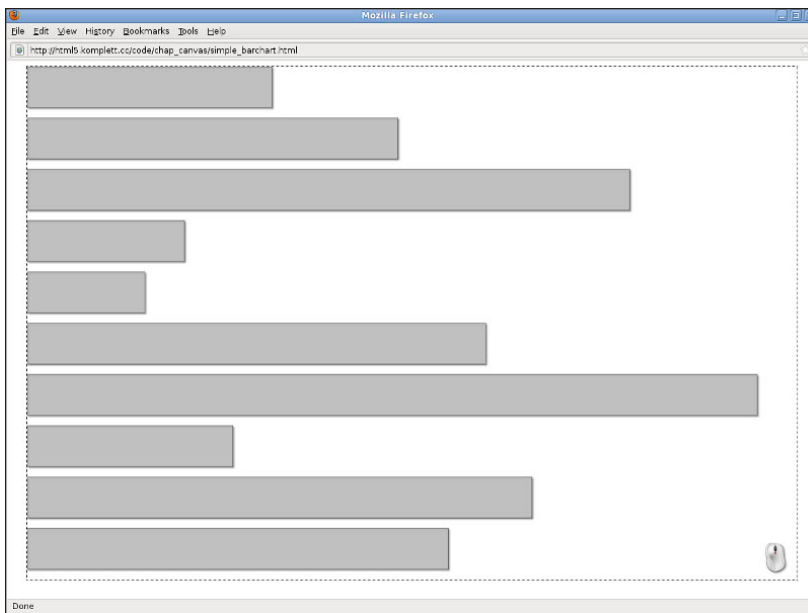 Mozilla Firefox
File Edit View History Bookmarks Tools Help
http://html5.komplett.cc/code/chap_canvas/simple_barchart.html
Done